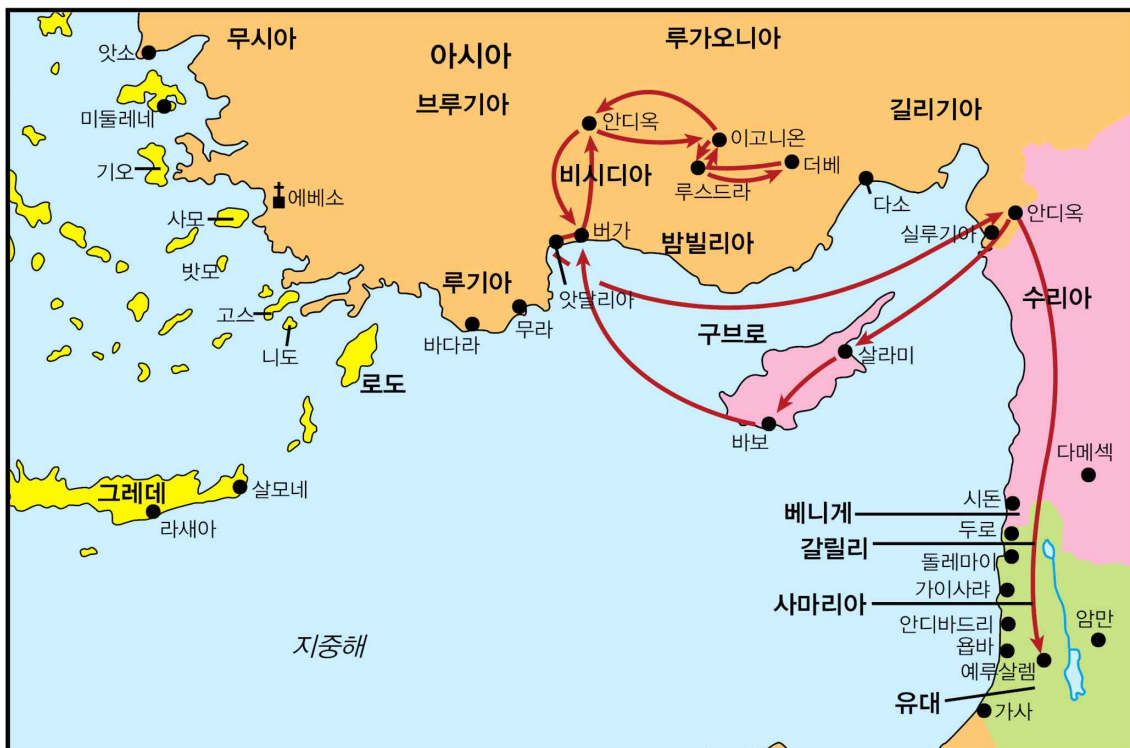 무시아
아시아
루가오니아
앗소
브루기아
길리기아
미둘레네
안디옥
이고니온
더베
기오
비시디아
루스드라
에베소
다소
안디옥
사모
버가
밤빌리아
실루기아
밧모
루기아
앗달리아
수리아
고스
무라
구브로
니도
바다라
살라미
로도
바보
다메섹
그레데
살모네
시돈
라새아
베니게
두로
갈릴리
돌레마이
가이사랴
사마리아
안디바드리
암만
지중해
욥바
예루살렘
유대
가사